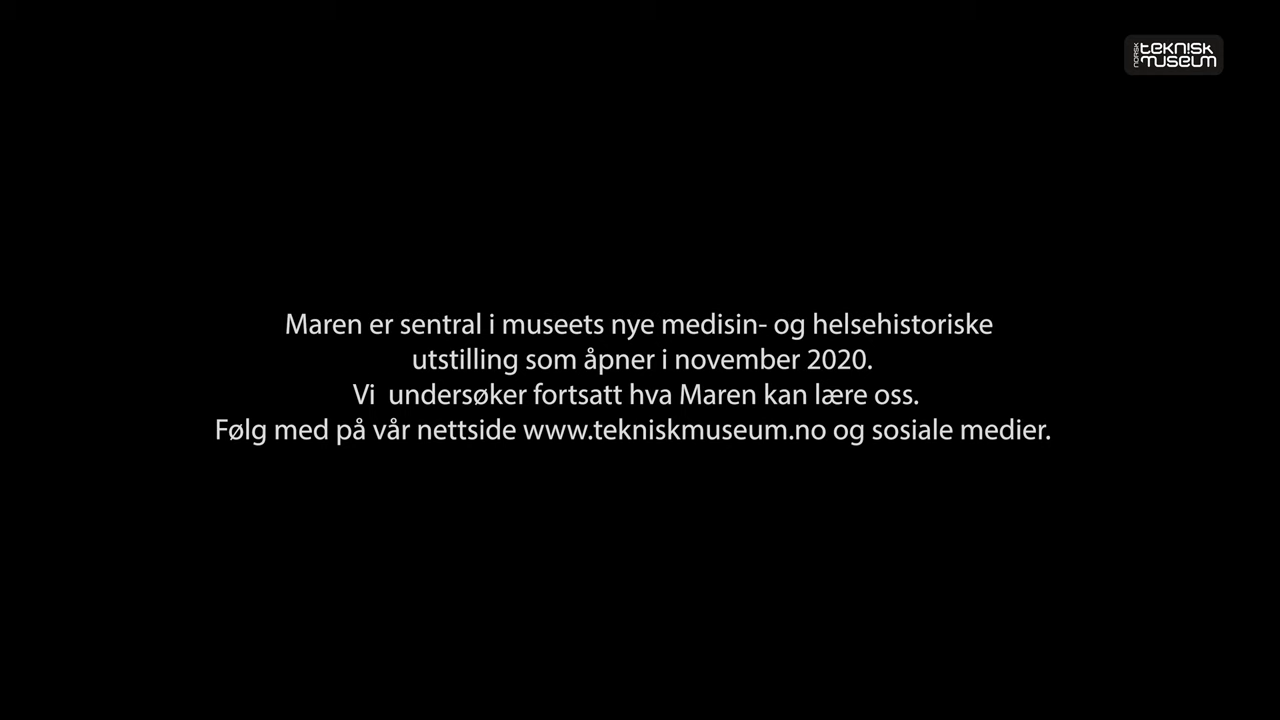 NORSK
teknisk
museum
Maren er sentral i museets nye medisin- og helsehistoriske
utstilling som åpner i november 2020.
Vi  undersøker fortsatt hva Maren kan lære oss.
Følg med på vår nettside www.tekniskmuseum.no og sosiale medier.